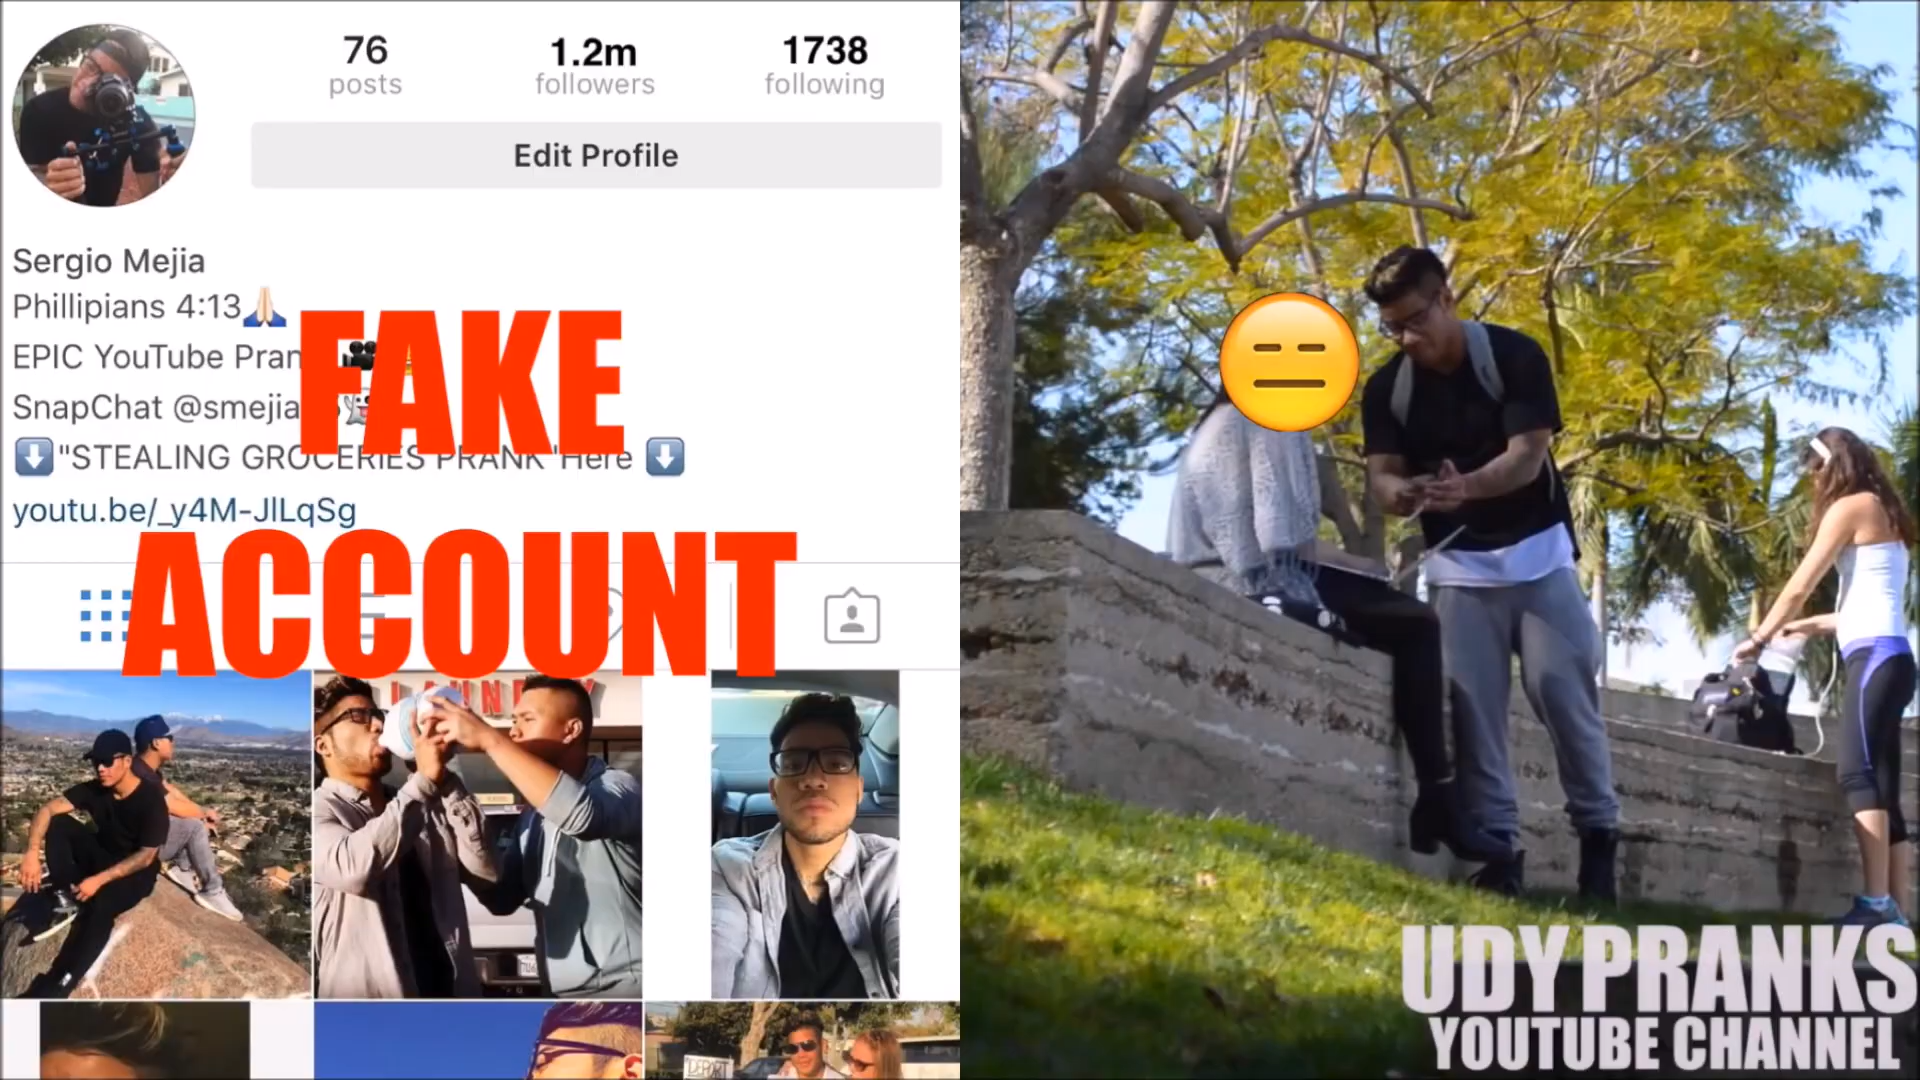 76
1.2m
1738
posts
followers
following
Edit Profile
Sergio Mejia
Phillipians 4:13
EPIC YouTube Pran
SnapChat @smejia
"STEALING GROCERIES PRANK"Here
youtu.be/_y4M-JlLqSg
FAKE
ACCOUNT
DEPORT
UDY PRANKS
YOUTUBE CHANNEL